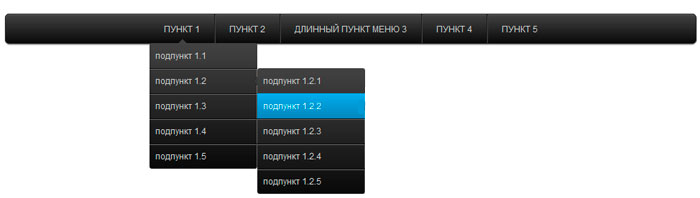 ПУНКТ 1 ПУНКТ 2 ДЛИННЫЙ ПУНКТ МЕНЮ 3 ПУНКТ 4 ПУНКТ 5
подпункт 1.1
подпункт 1.2
подпункт 1.3
подпункт 1.4
подпункт 1.5
подпункт 1.2.1
подпункт 1.2.2
подпункт 1.2.3
подпункт 1.2.4
подпункт 1.2.5